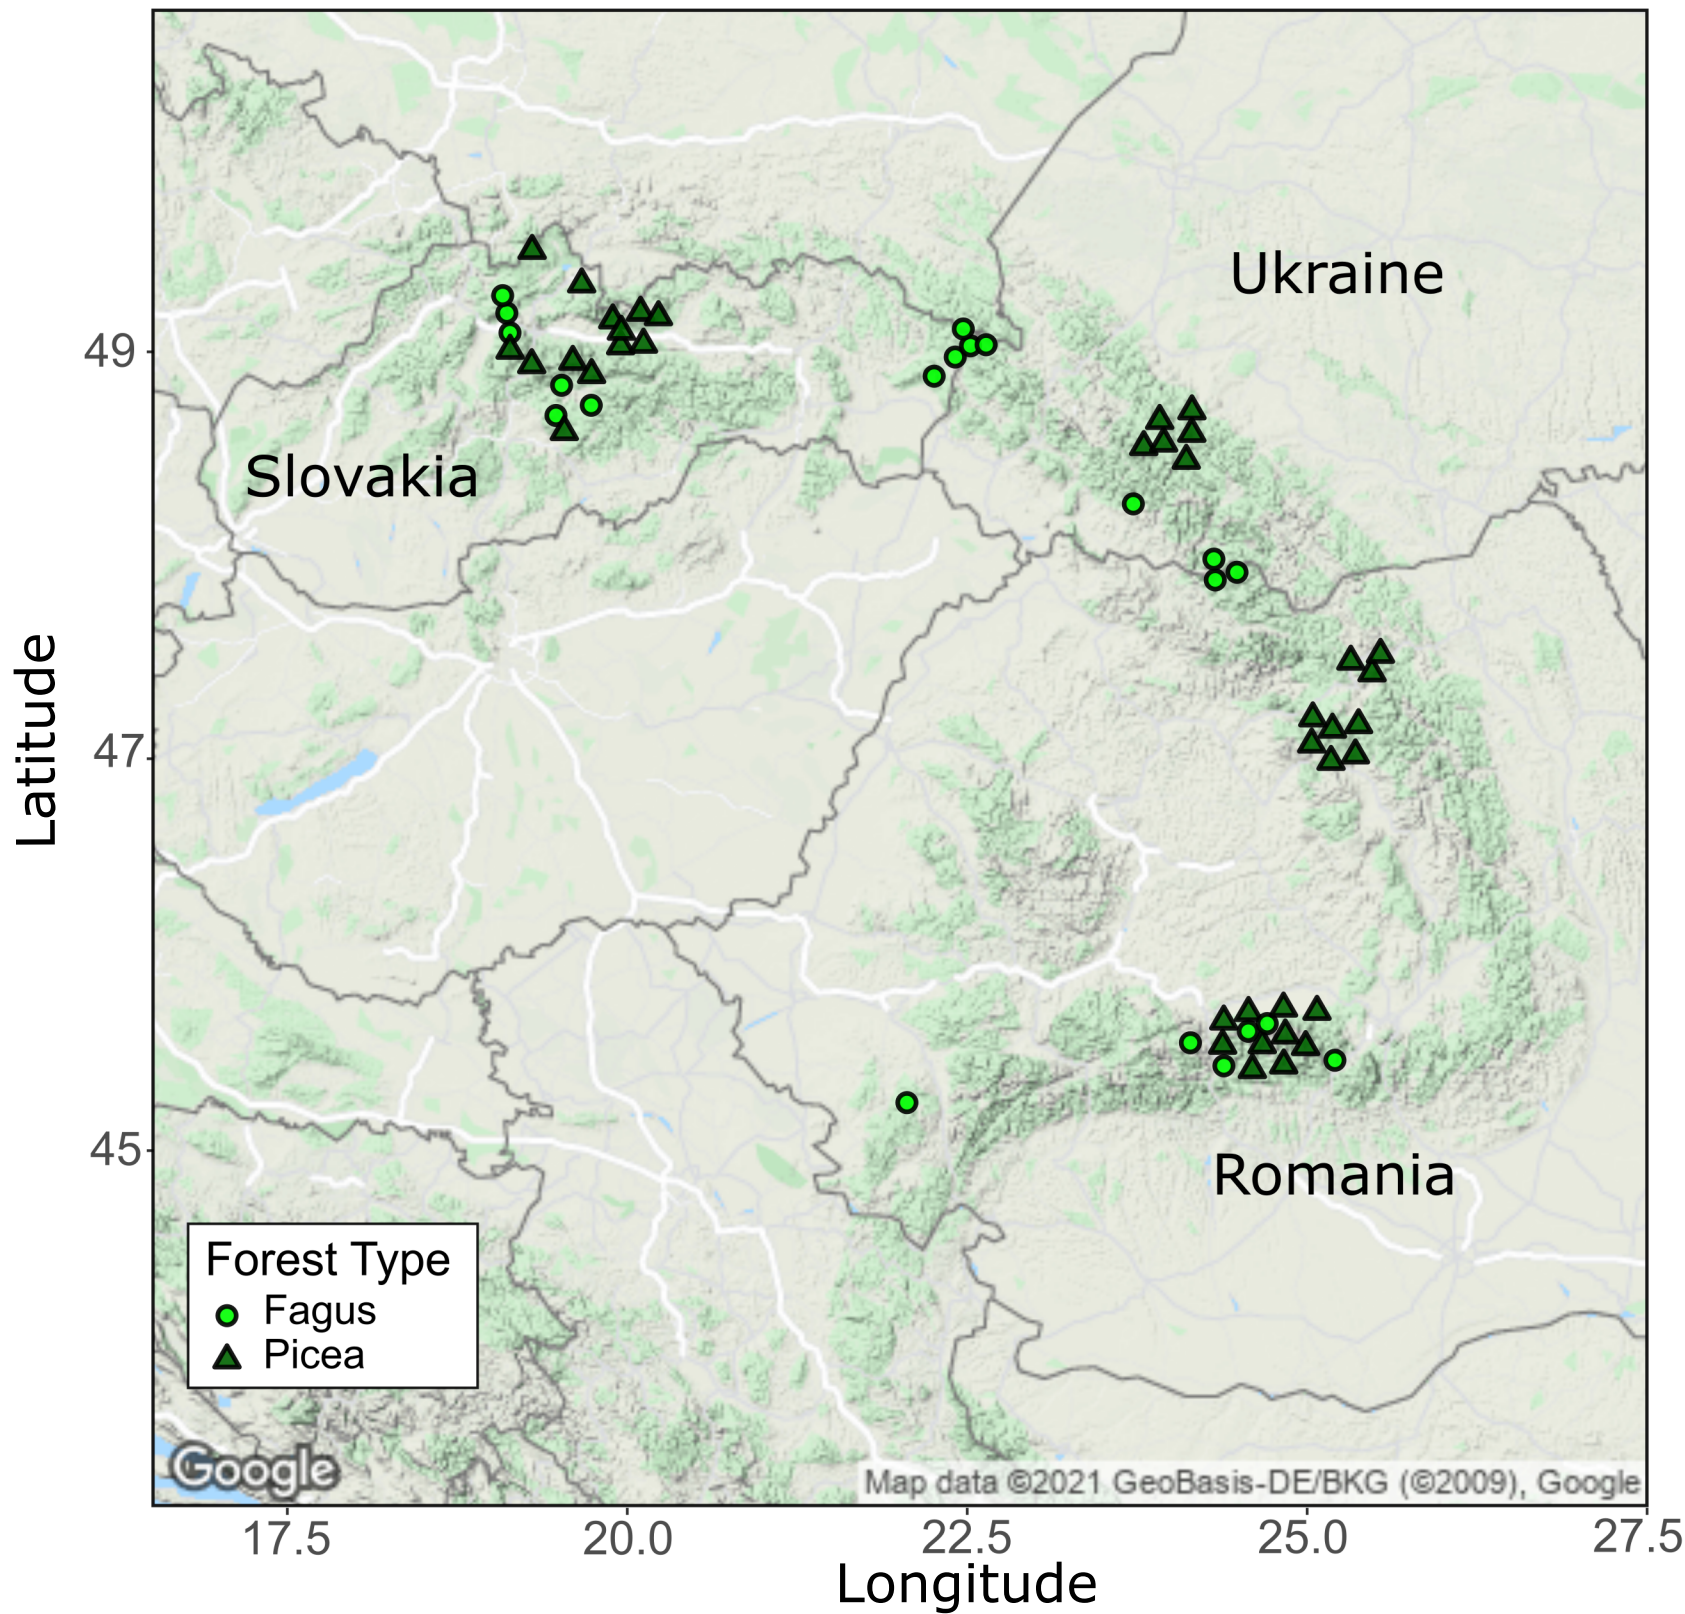 Ukraine
Slovakia
Romania
49
47
45
Latitude
Forest Type
Fagus
Picea
Google
Map data ©2021 GeoBasis-DE/BKG (©2009), Google
17.5 20.0 22.5 25.0 27.5
Longitude